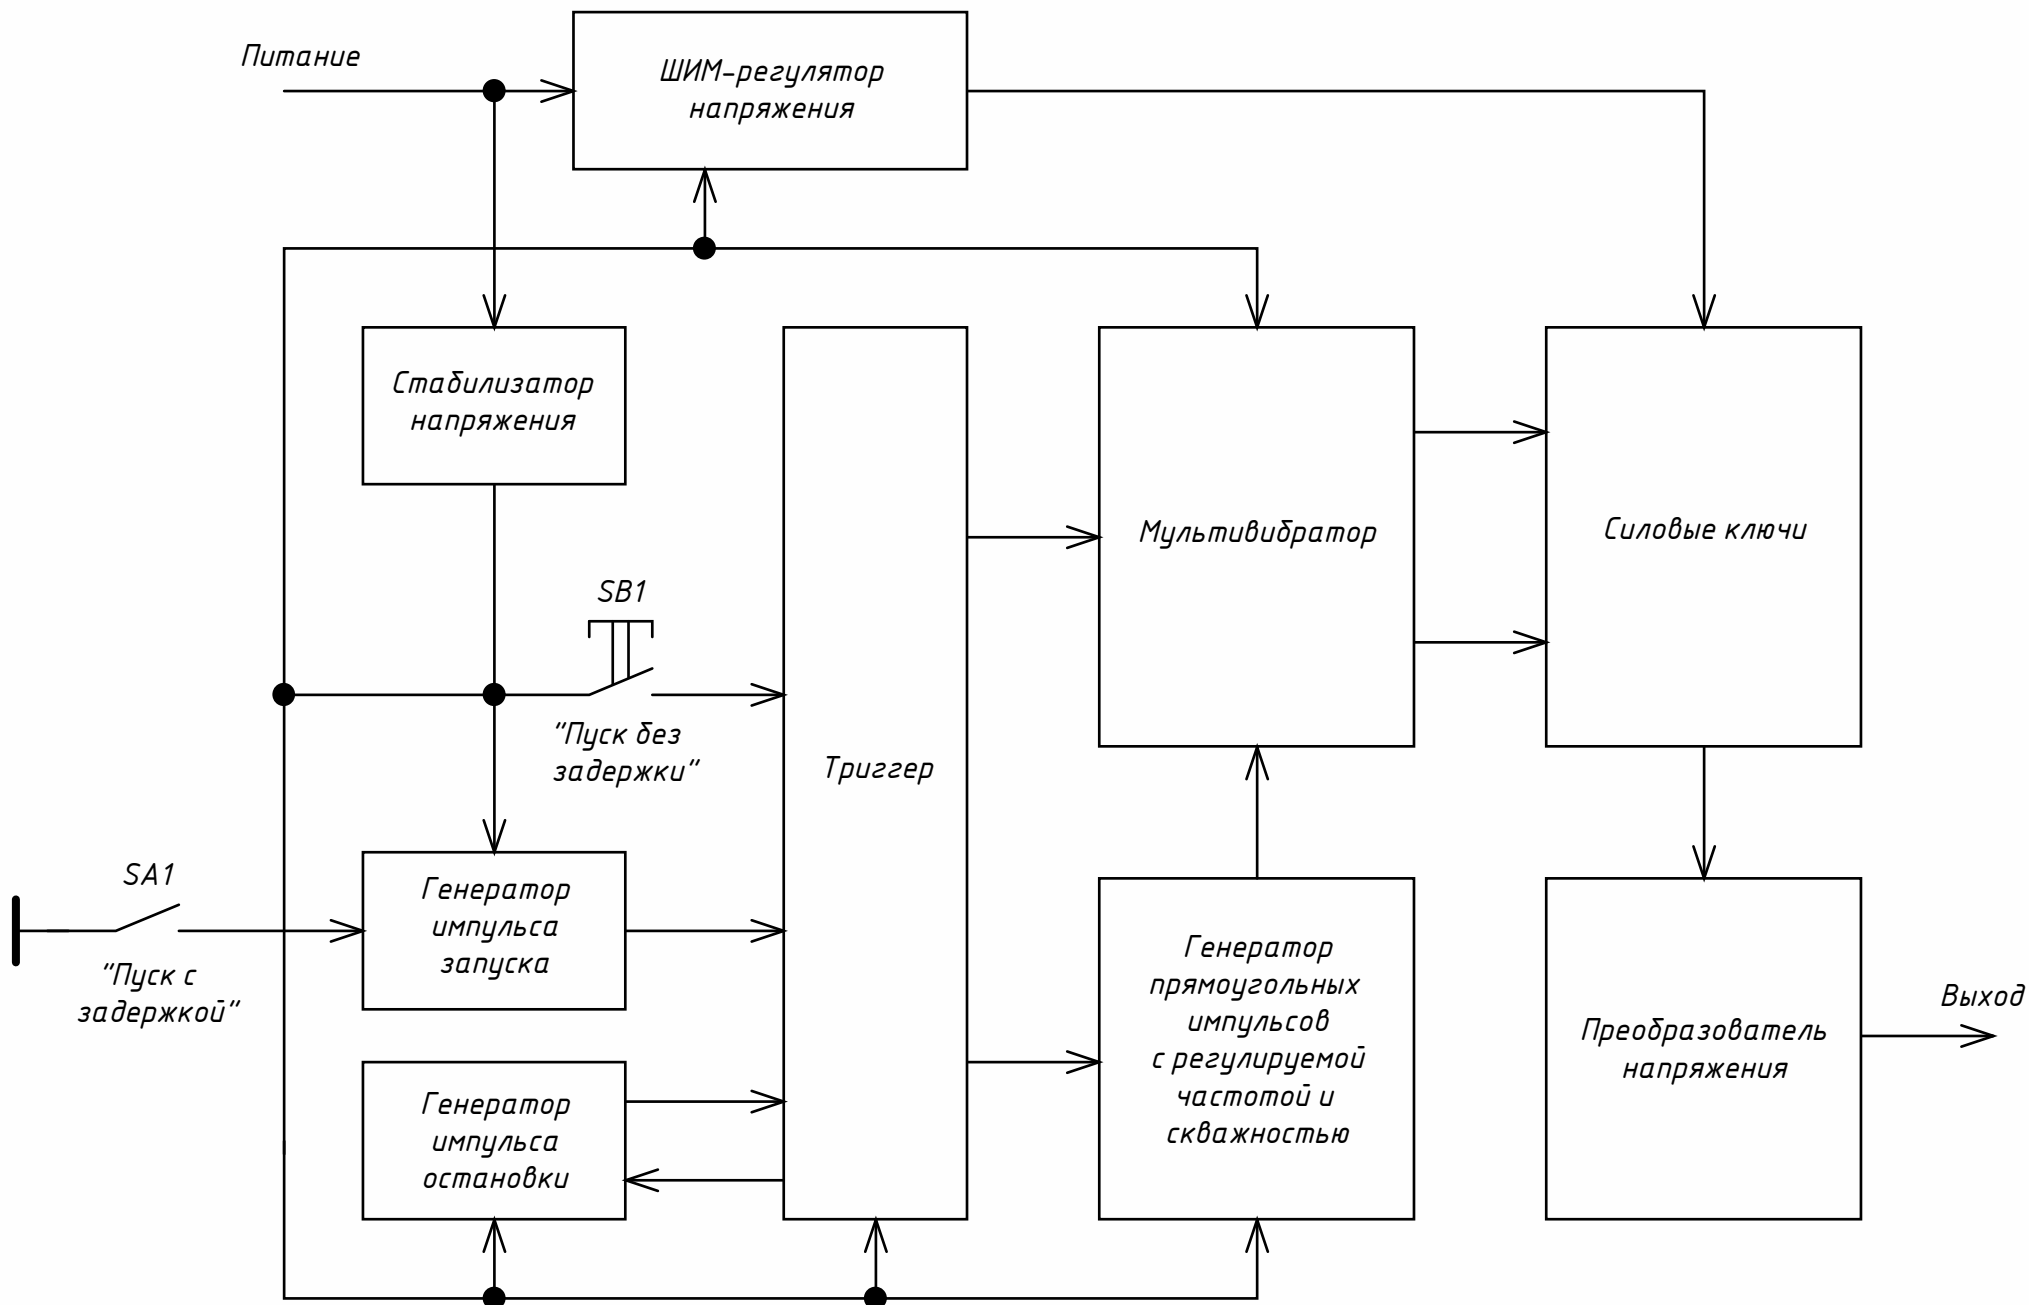 Питание
ШИМ-регулятор
напряжения
Стабилизатор
напряжения
SB1
"Пуск без
задержки"
Триггер
Мультивибратор
Силовые ключи
SA1
"Пуск с
задержкой"
Генератор
импульса
запуска
Генератор
импульса
остановки
Генератор
прямоугольных
импульсов
с регулируемой
частотой и
скважностью
Преобразователь
напряжения
Выход